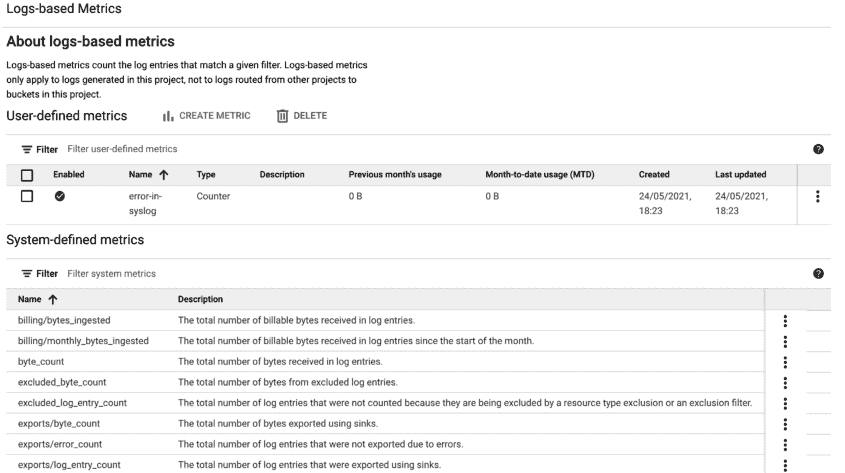 Logs-based Metrics
About logs-based metrics
Logs-based metrics count the log entries that match a given filter. Logs-based metrics
only apply to logs generated in this project, not to logs routed from other projects to
buckets in this project.
User-defined metrics CREATE METRIC DELETE
Filter Filter user-defined metrics
Enabled Name Type Description Previous month's usage Month-to-date usage (MTD) Created Last updated
error-in- Counter 0 B 0 B 24/05/2021, 24/05/2021,
syslog 18:23 18:23
System-defined metrics
Filter Filter system metrics
Name Description
billing/bytes_ingested The total number of billable bytes received in log entries.
billing/monthly_bytes_ingested The total number of billable bytes received in log entries since the start of the month.
byte_count The total number of bytes received in log entries.
excluded_byte_count The total number of bytes from excluded log entries.
excluded_log_entry_count The total number of log entries that were not counted because they are being excluded by a resource type exclusion or an exclusion filter.
exports/byte_count The total number of bytes exported using sinks.
exports/error_count The total number of log entries that were not exported due to errors.
exports/log_entry_count The total number of log entries that were exported using sinks.